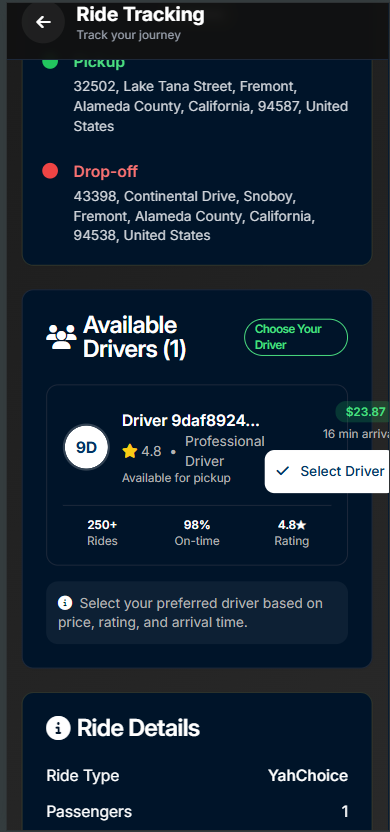 Ride Tracking
Track your journey
Pickup
32502, Lake Tana Street, Fremont,
Alameda County, California, 94587, United
States
Drop-off
43398, Continental Drive, Snoboy,
Fremont, Alameda County, California,
94538, United States
Available
Drivers (1)
Choose Your
Driver
9D
Driver 9daf8924...
4.8 • Professional
Driver
Available for pickup
$23.87
16 min arriva
Select Driver
250+
Rides
98%
On-time
4.8★
Rating
Select your preferred driver based on
price, rating, and arrival time.
Ride Details
Ride Type YahChoice
Passengers 1